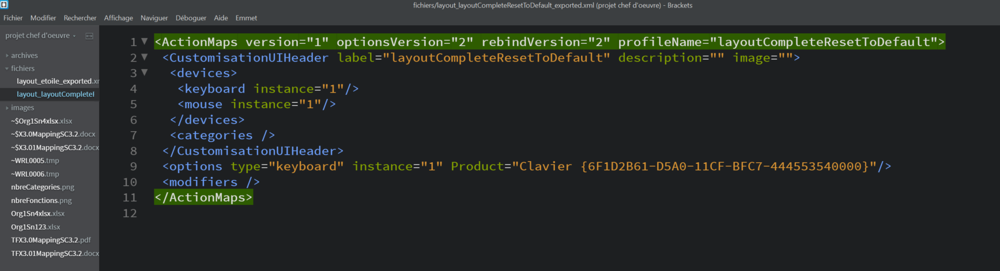 fichiers/layout_layoutCompleteResetToDefault_exported.xml (projet chef d'oeuvre) - Brackets
Fichier Modifier Rechercher Affichage Naviguer Déboguer Aide Emmet
projet chef d'oeuvre
archives
fichiers
layout_etoile_exported.xr
layout_layoutCompletel
images
~$Org1Sn4xlsx.xlsx
~$X3.0MappingSC3.2.docx
~$X3.01MappingSC3.2.docx
~WRL0005.tmp
~WRL0006.tmp
nbreCategories.png
nbreFonctions.png
Org1Sn4xlsx.xlsx
Org1Sn123.xlsx
TFX3.0MappingSC3.2.pdf
TFX3.01MappingSC3.2.docx
1 <ActionMaps version="1" optionsVersion="2" rebindVersion="2" profileName="layoutCompleteResetToDefault">
2 <CustomisationUIHeader label="layoutCompleteResetToDefault" description="" image="">
3 <devices>
4 <keyboard instance="1"/>
5 <mouse instance="1"/>
6 </devices>
7 <categories />
8 </CustomisationUIHeader>
9 <options type="keyboard" instance="1" Product="Clavier {6F1D2B61-D5A0-11CF-BFC7-444553540000}"/>
10 <modifiers />
11 </ActionMaps>
12